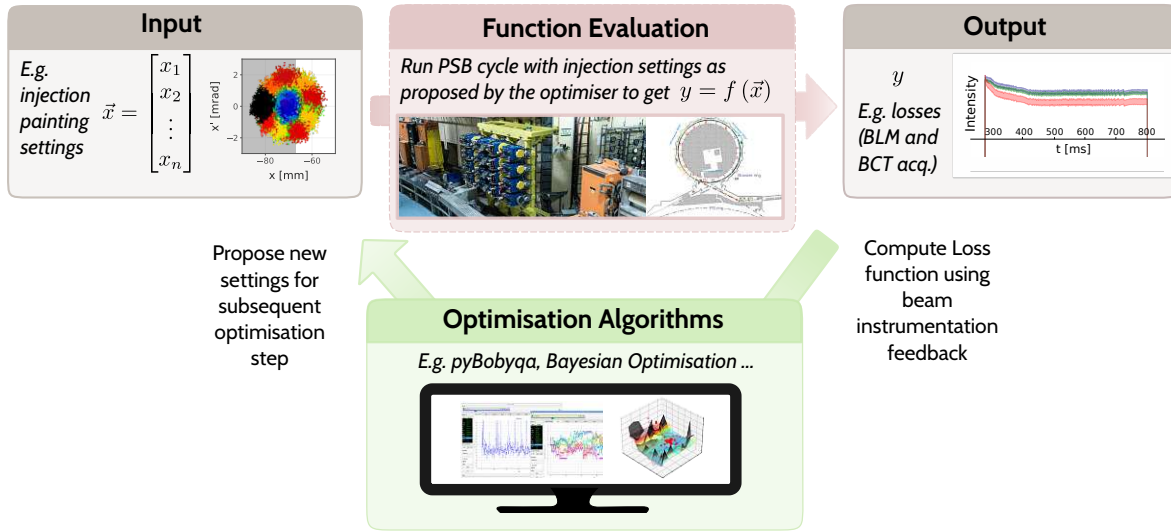 Input
E.g.
injection
painting
settings
x⃗ = [x₁ x₂ ⋮ xₙ]
x' [mrad]
2
0
−2
−80
−60
x [mm]
Function Evaluation
Run PSB cycle with injection settings as
proposed by the optimiser to get y = f (x⃗)
Output
y
E.g. losses
(BLM and
BCT acq.)
Intensity
300 400 500 600 700 800
t [ms]
Propose new
settings for
subsequent
optimisation
step
Compute Loss
function using
beam
instrumentation
feedback
Optimisation Algorithms
E.g. pyBobyqa, Bayesian Optimisation ...